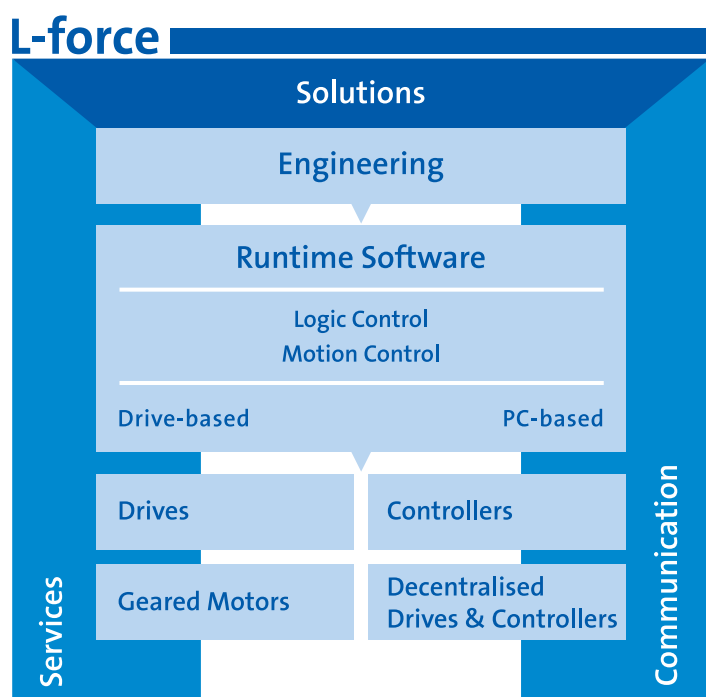 L-force
Solutions
Engineering
Runtime Software
Logic Control
Motion Control
Drive-based
PC-based
Drives
Controllers
Geared Motors
Decentralised
Drives & Controllers
Services
Communication